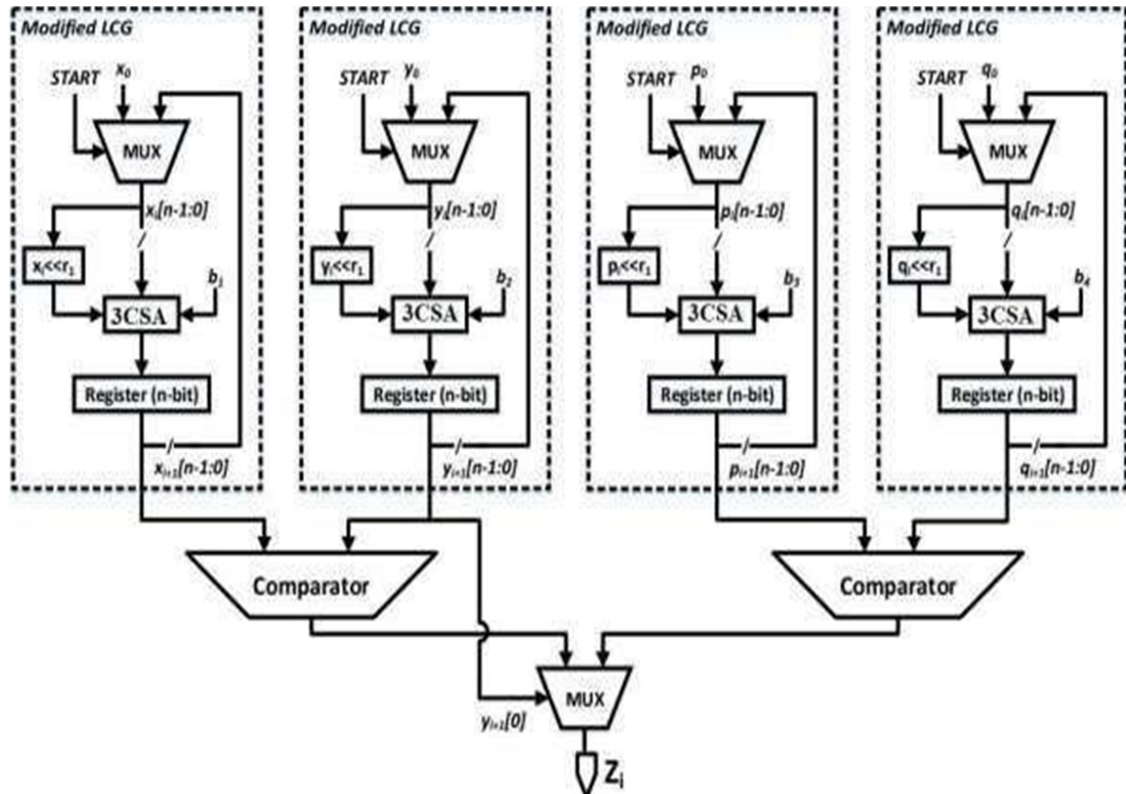 Modified LCG
START
x₀
MUX
xᵢ[n-1:0]
xᵢ<<r₁
b₁
3CSA
Register (n-bit)
xᵢ₊₁[n-1:0]
Modified LCG
START
y₀
MUX
yᵢ[n-1:0]
yᵢ<<r₁
b₂
3CSA
Register (n-bit)
yᵢ₊₁[n-1:0]
Modified LCG
START
p₀
MUX
pᵢ[n-1:0]
pᵢ<<r₁
b₃
3CSA
Register (n-bit)
pᵢ₊₁[n-1:0]
Modified LCG
START
q₀
MUX
qᵢ[n-1:0]
qᵢ<<r₁
b₄
3CSA
Register (n-bit)
qᵢ₊₁[n-1:0]
Comparator
Comparator
MUX
yᵢ₊₁[0]
Zᵢ